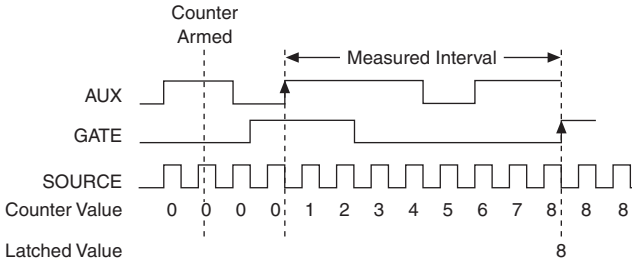 Counter
Armed
Measured Interval
AUX
GATE
SOURCE
Counter Value 0 0 0 0 1 2 3 4 5 6 7 8 8 8
Latched Value 8